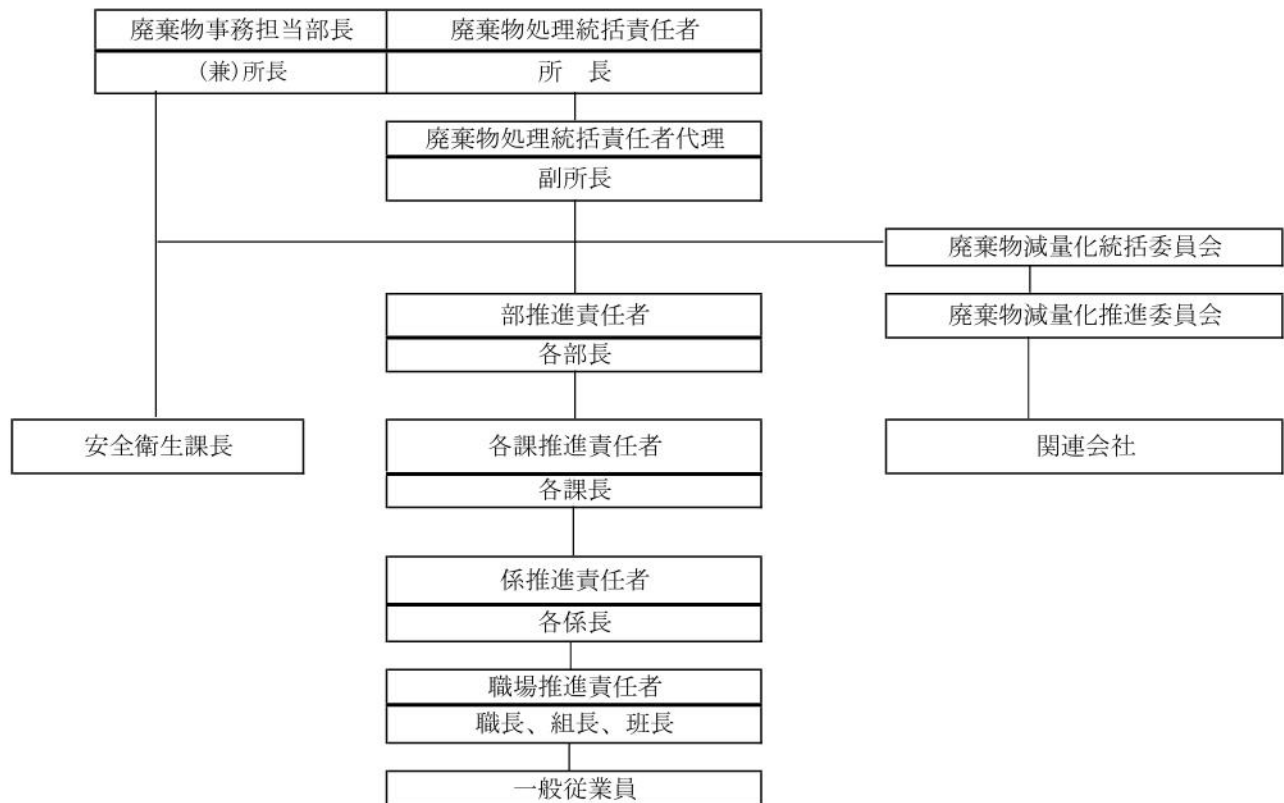 廃棄物事務担当部長
廃棄物処理統括責任者
(兼)所長
所　長
廃棄物処理統括責任者代理
副所長
廃棄物減量化統括委員会
部推進責任者
廃棄物減量化推進委員会
各部長
安全衛生課長
各課推進責任者
関連会社
各課長
係推進責任者
各係長
職場推進責任者
職長、組長、班長
一般従業員